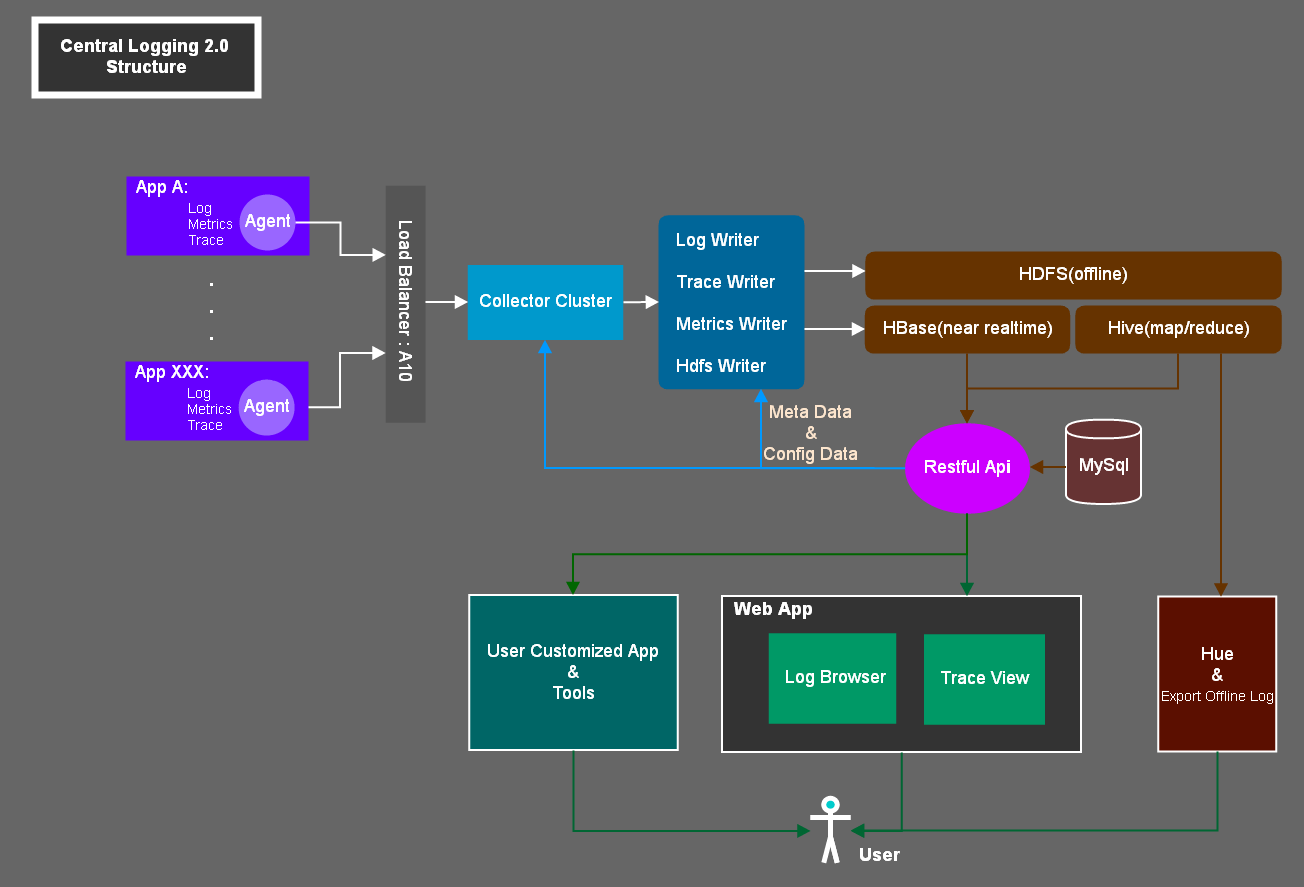 Central Logging 2.0
Structure
App A:
Log
Metrics
Trace
Agent
.
.
.
App XXX:
Log
Metrics
Trace
Agent
Load Balancer : A10
Collector Cluster
Log Writer
Trace Writer
Metrics Writer
Hdfs Writer
HDFS(offline)
HBase(near realtime)
Hive(map/reduce)
Meta Data
&
Config Data
Restful Api
MySql
User Customized App
&
Tools
Web App
Log Browser
Trace View
Hue
&
Export Offline Log
User